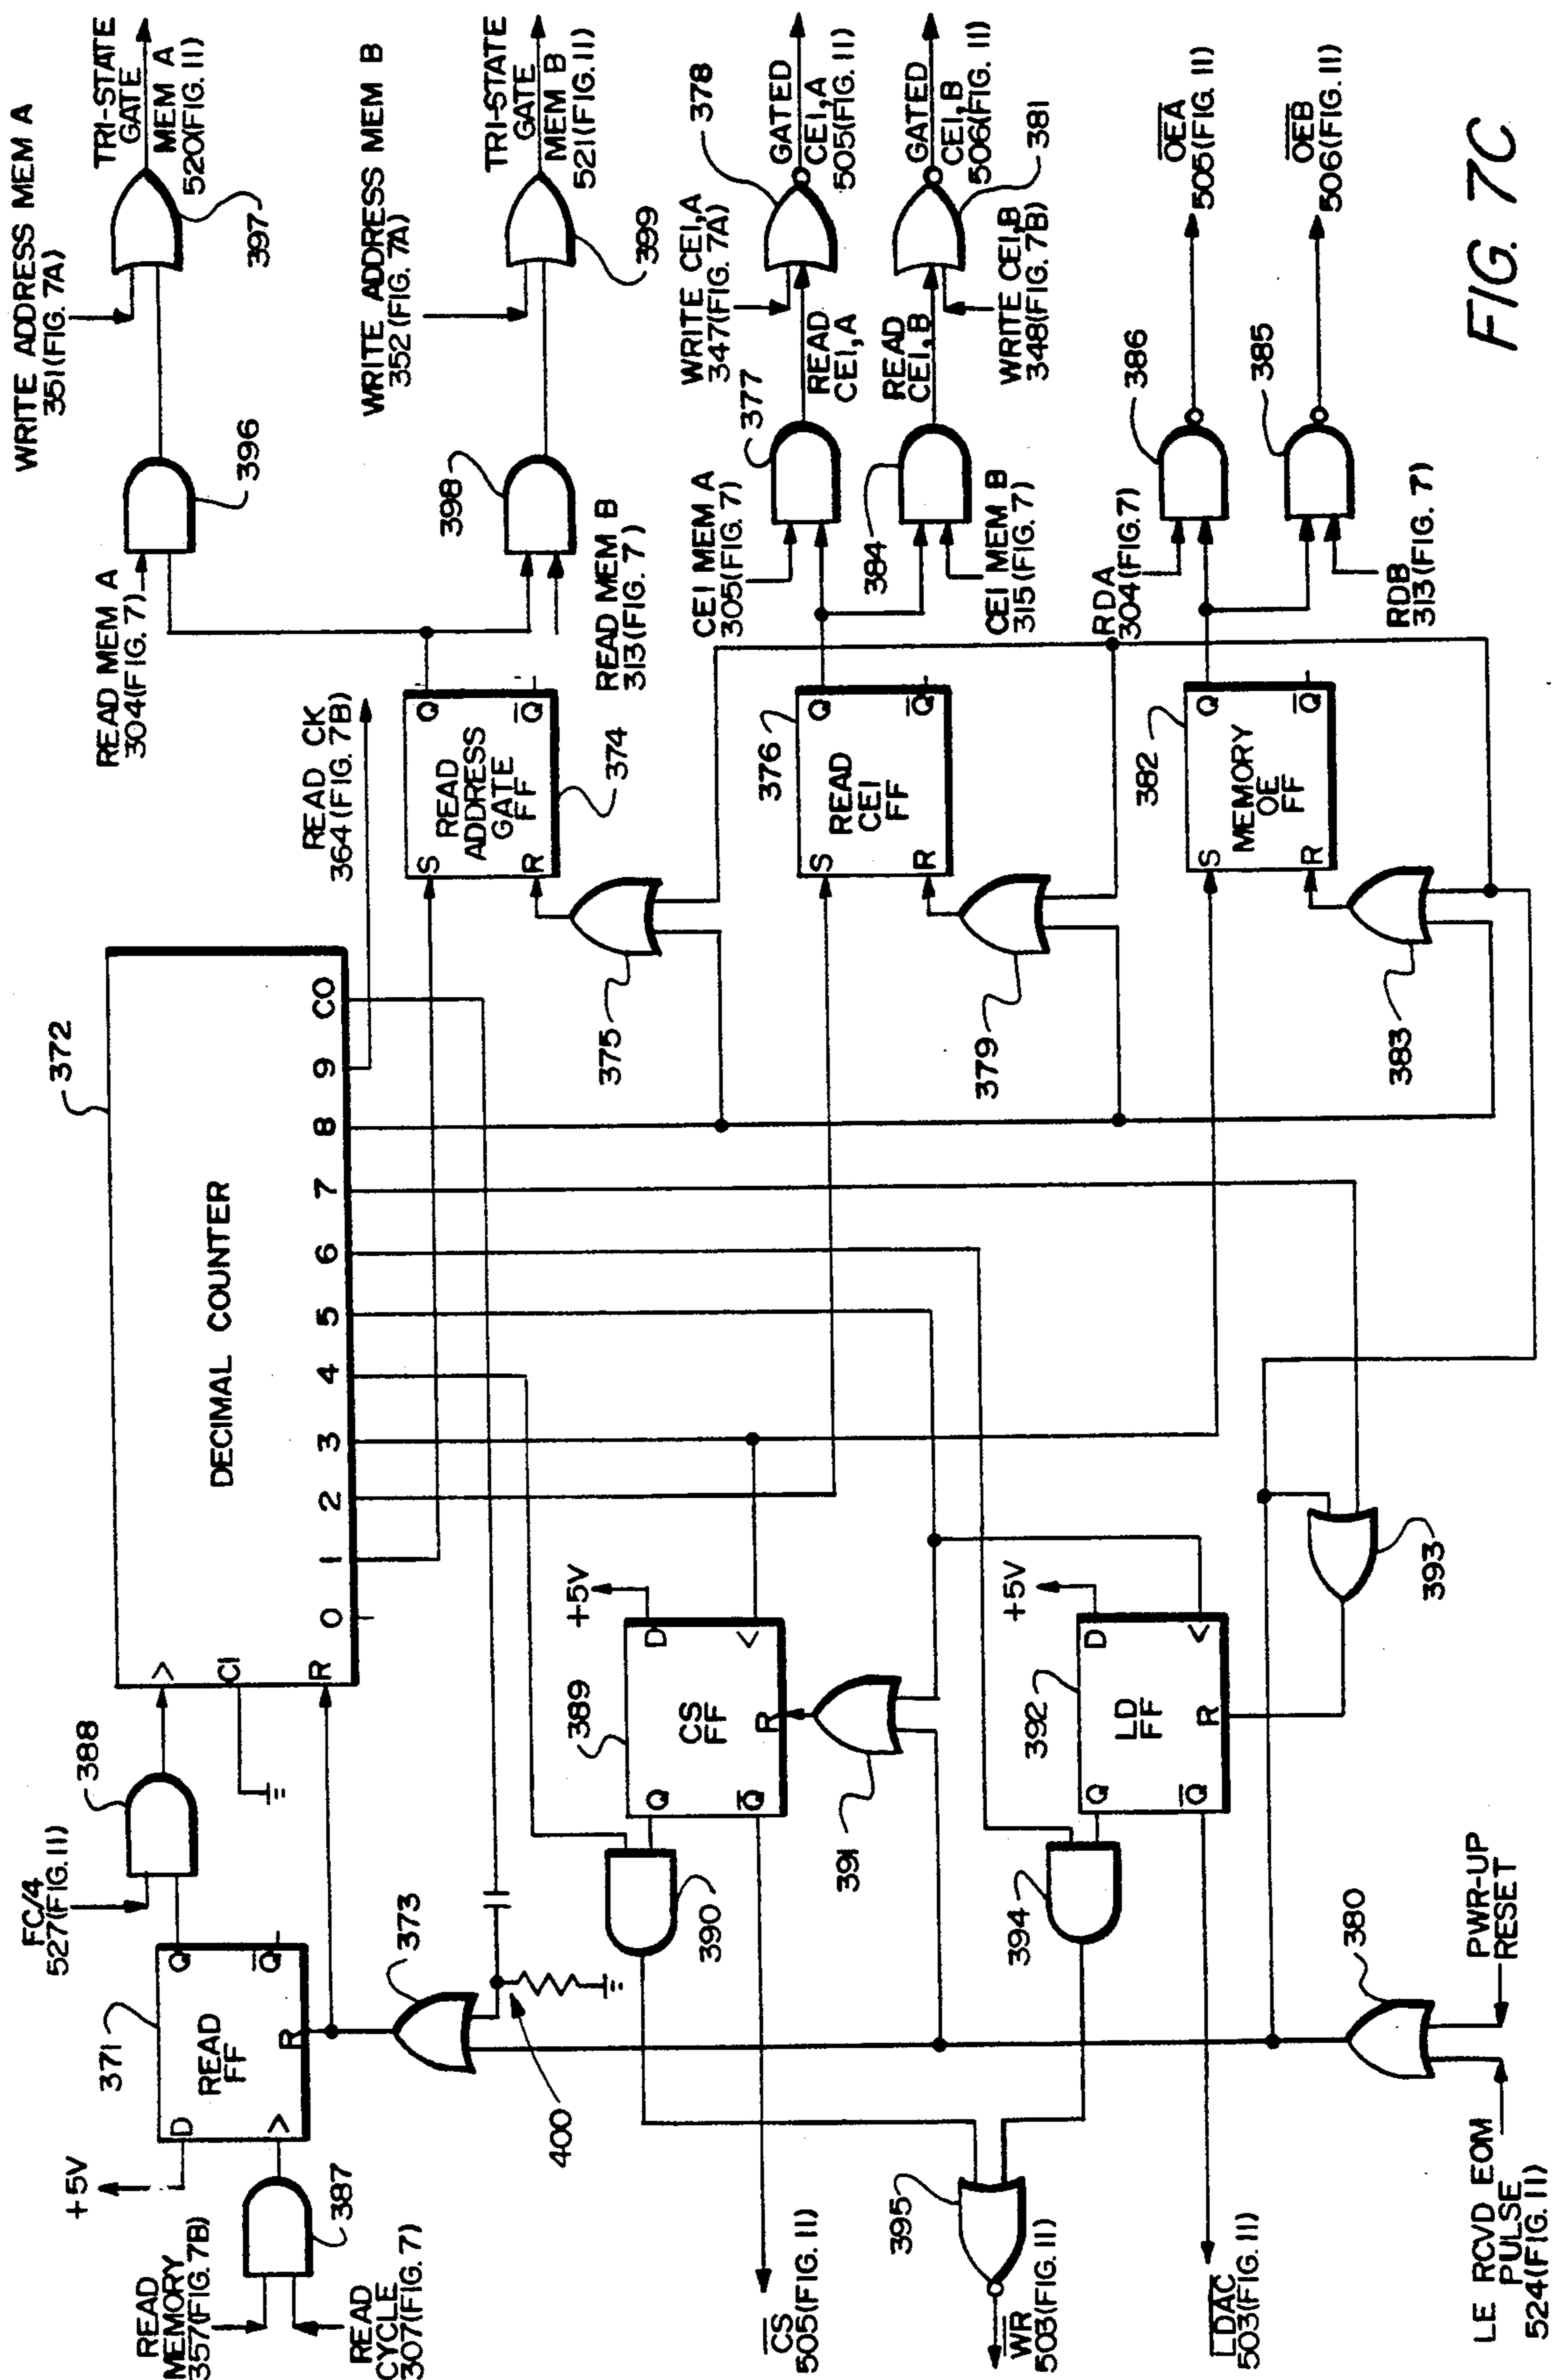 WRITE ADDRESS MEM A
351(FIG. 7A)
TRI-STATE
GATE
MEM A
520(FIG. 11)
397
READ MEM A
304(FIG. 7)
396
WRITE ADDRESS MEM B
352(FIG. 7A)
TRI-STATE
GATE
MEM B
521(FIG. 11)
399
398
READ MEM B
313(FIG. 7)
READ CK
364(FIG. 7B)
372
DECIMAL COUNTER
CI
R
0
1
2
3
4
5
6
7
8
9
CO
FC/4
527(FIG. 11)
388
371
READ
FF
D
Q
Q
R
+5V
READ
MEMORY
357(FIG. 7B)
READ
CYCLE
307(FIG. 7)
387
373
400
READ
ADDRESS
GATE
FF
S
R
Q
Q
374
375
WRITE CE1,A
347(FIG. 7A)
378
GATED
CE1,A
505(FIG. 11)
CE1 MEM A
305(FIG. 7)
377
READ
CE1,A
READ
CE1,B
384
CE1 MEM B
315(FIG. 7)
WRITE CE1,B
348(FIG. 7B)
GATED
CE1,B
506(FIG. 11)
381
376
READ
CE1
FF
S
R
Q
Q
379
RDA
304(FIG. 7)
386
OEA
505(FIG. 11)
385
OEB
506(FIG. 11)
RDB
313(FIG. 7)
382
MEMORY
OE
FF
S
R
Q
Q
383
+5V
389
CS
FF
D
Q
Q
R
390
391
CS
505(FIG. 11)
+5V
392
LD
FF
D
Q
Q
R
393
394
395
WR
503(FIG. 11)
LDAC
503(FIG. 11)
380
PWR-UP
RESET
LE RCVD EOM
PULSE
524(FIG. 11)
FIG. 7C